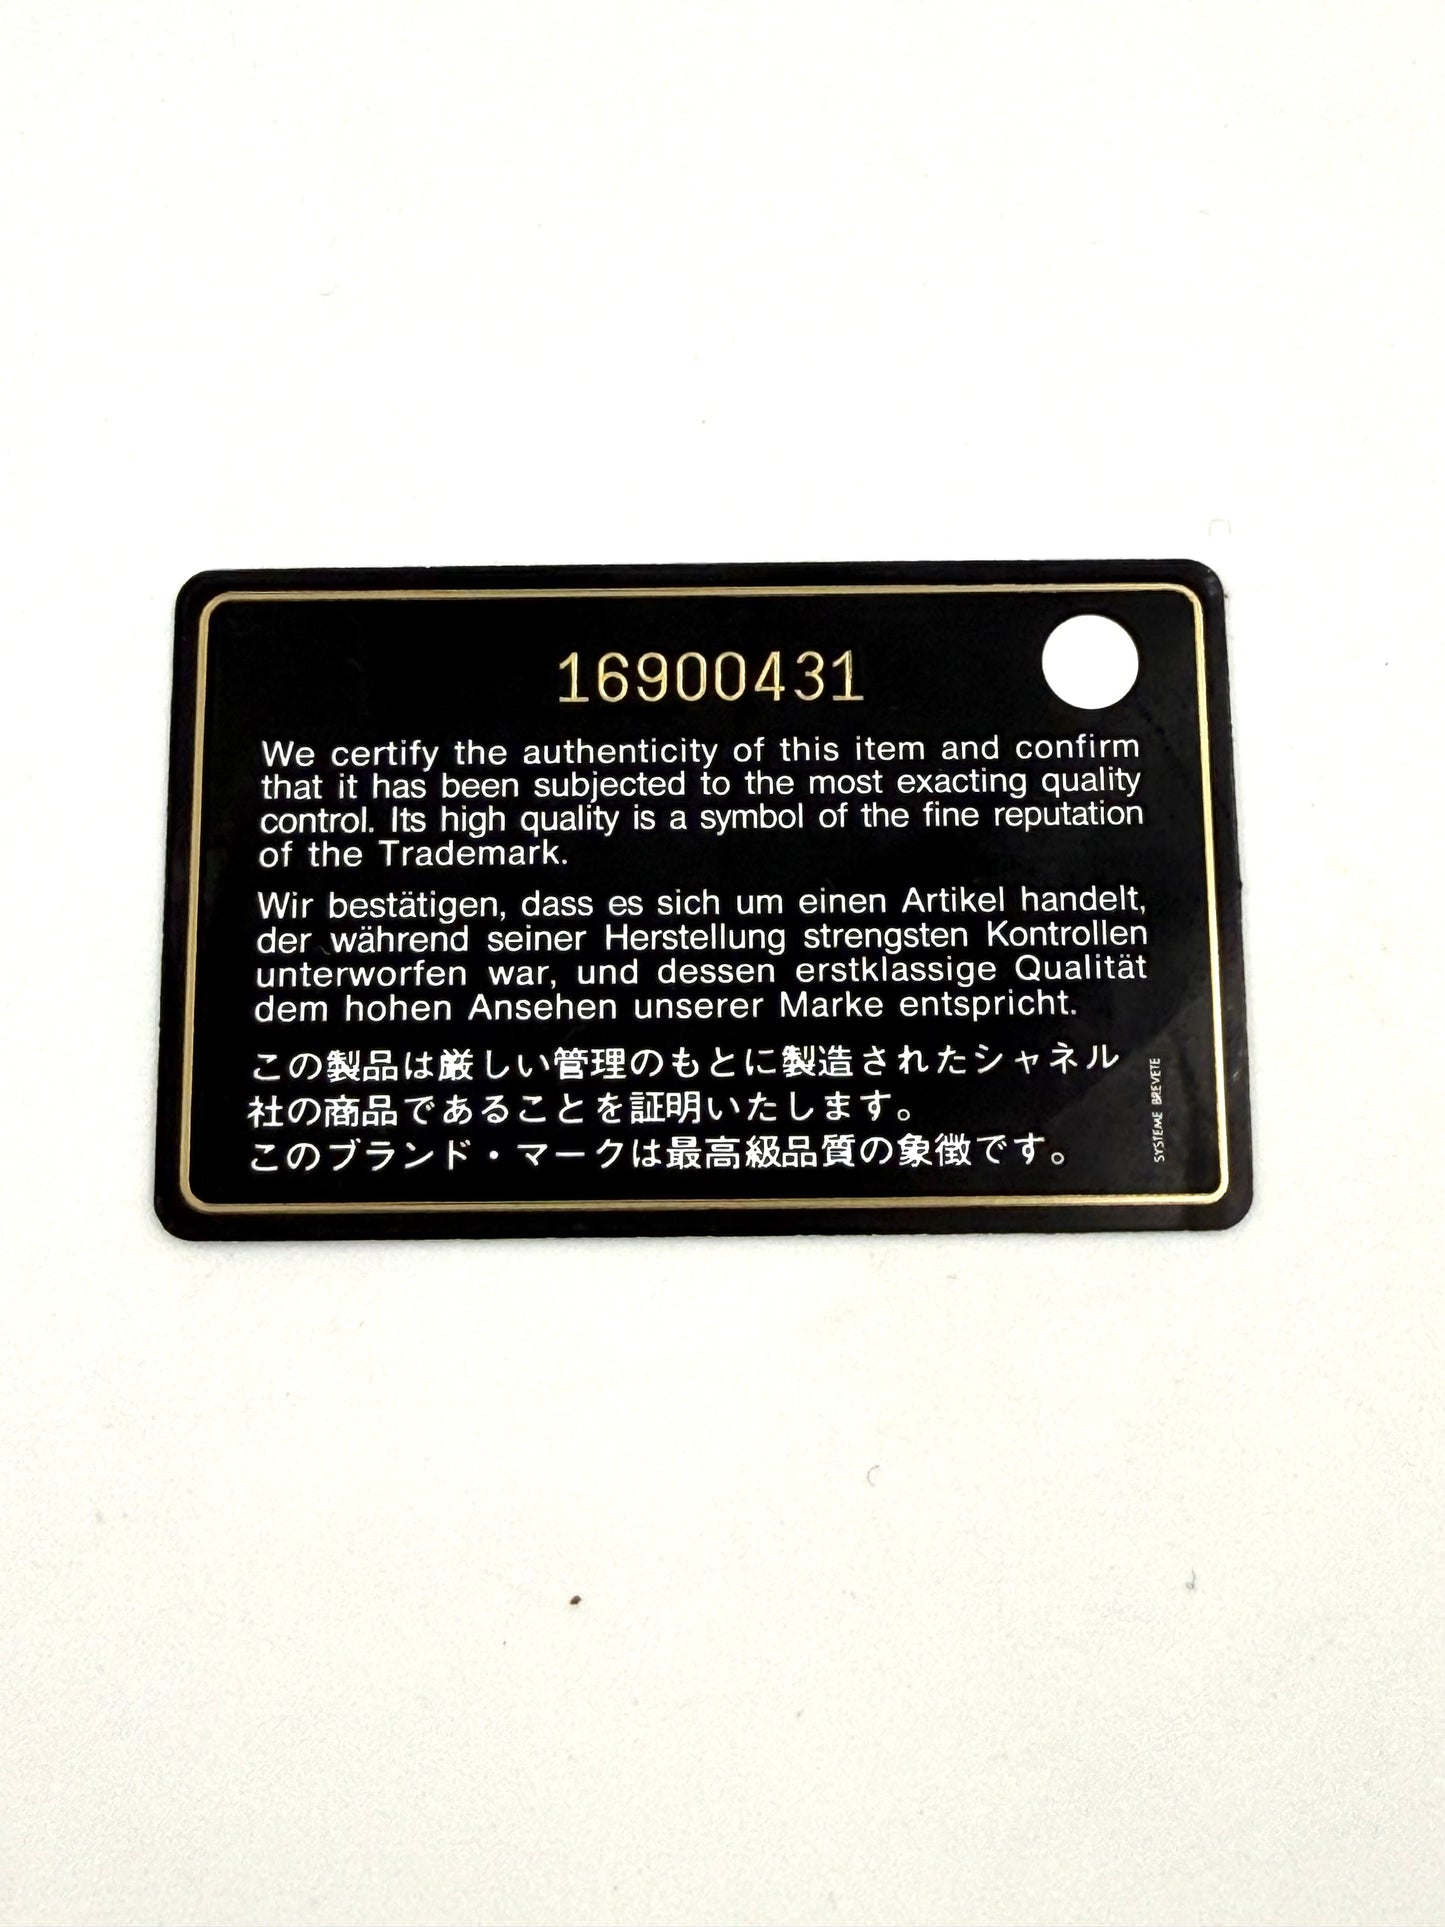 16900431
We certify the authenticity of this item and confirm
that it has been subjected to the most exacting quality
control. Its high quality is a symbol of the fine reputation
of the Trademark.
Wir bestätigen, dass es sich um einen Artikel handelt,
der während seiner Herstellung strengsten Kontrollen
unterworfen war, und dessen erstklassige Qualität
dem hohen Ansehen unserer Marke entspricht.
この製品は厳しい管理のもとに製造されたシャネル
社の商品であることを証明いたします。
このブランド・マークは最高級品質の象徴です。
SYSTEME BREVETE